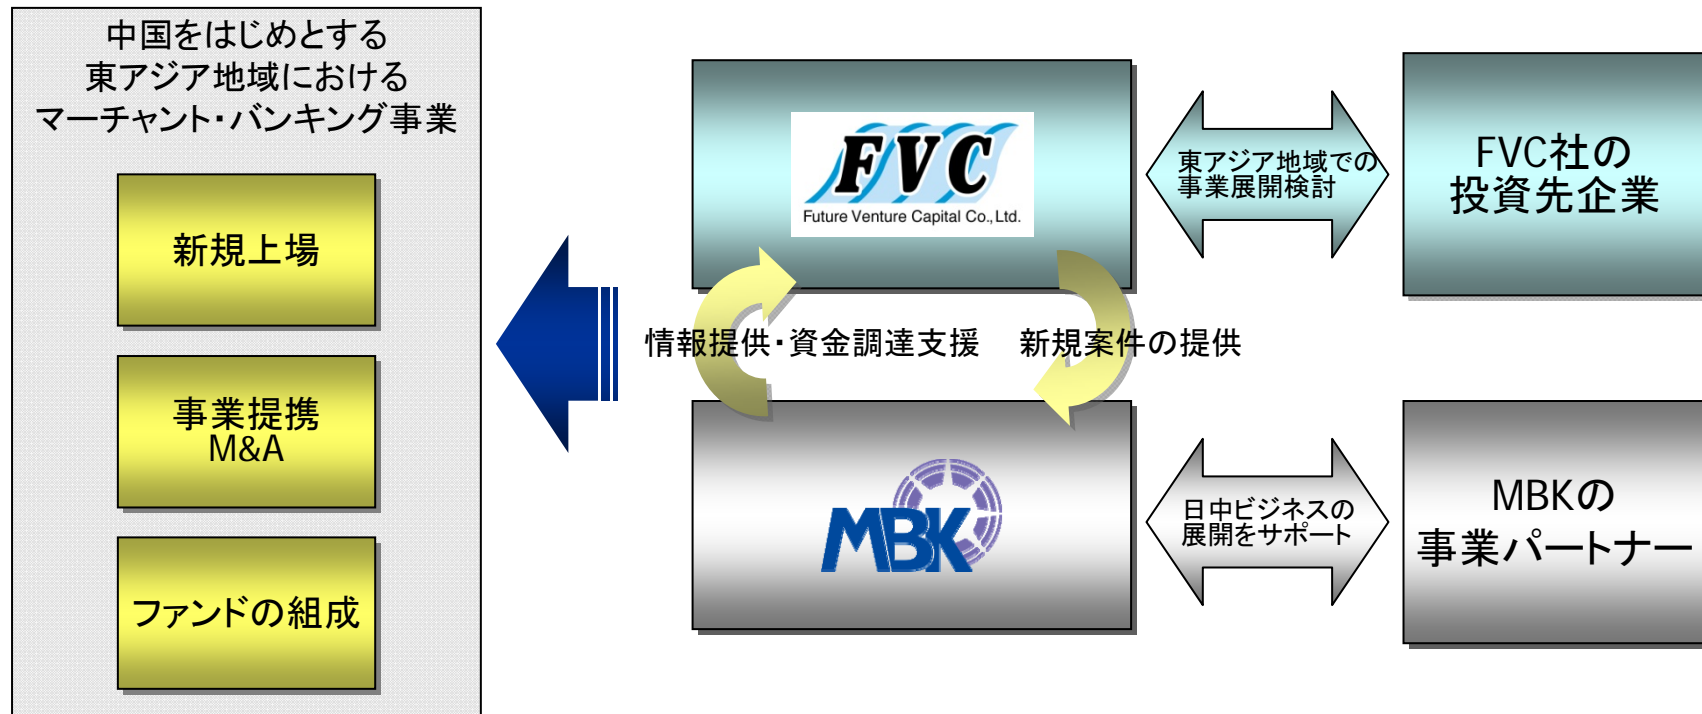 中国をはじめとする
東アジア地域における
マーチャント・バンキング事業
新規上場
事業提携
M&A
ファンドの組成
FVC
Future Venture Capital Co., Ltd.
東アジア地域での
事業展開検討
FVC社の
投資先企業
情報提供・資金調達支援
新規案件の提供
MBK
日中ビジネスの
展開をサポート
MBKの
事業パートナー